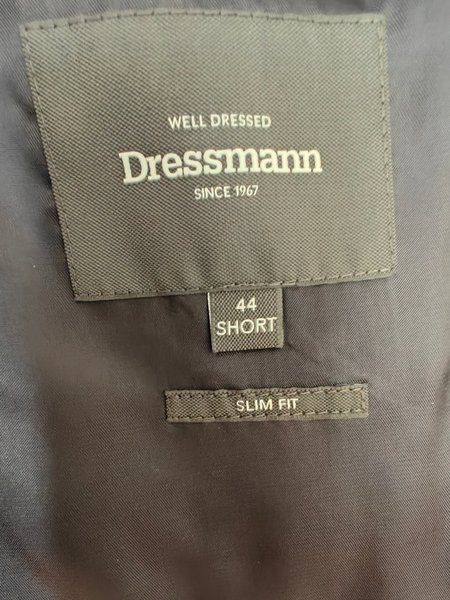 WELL DRESSED
Dressmann
SINCE 1967
44
SHORT
SLIM FIT